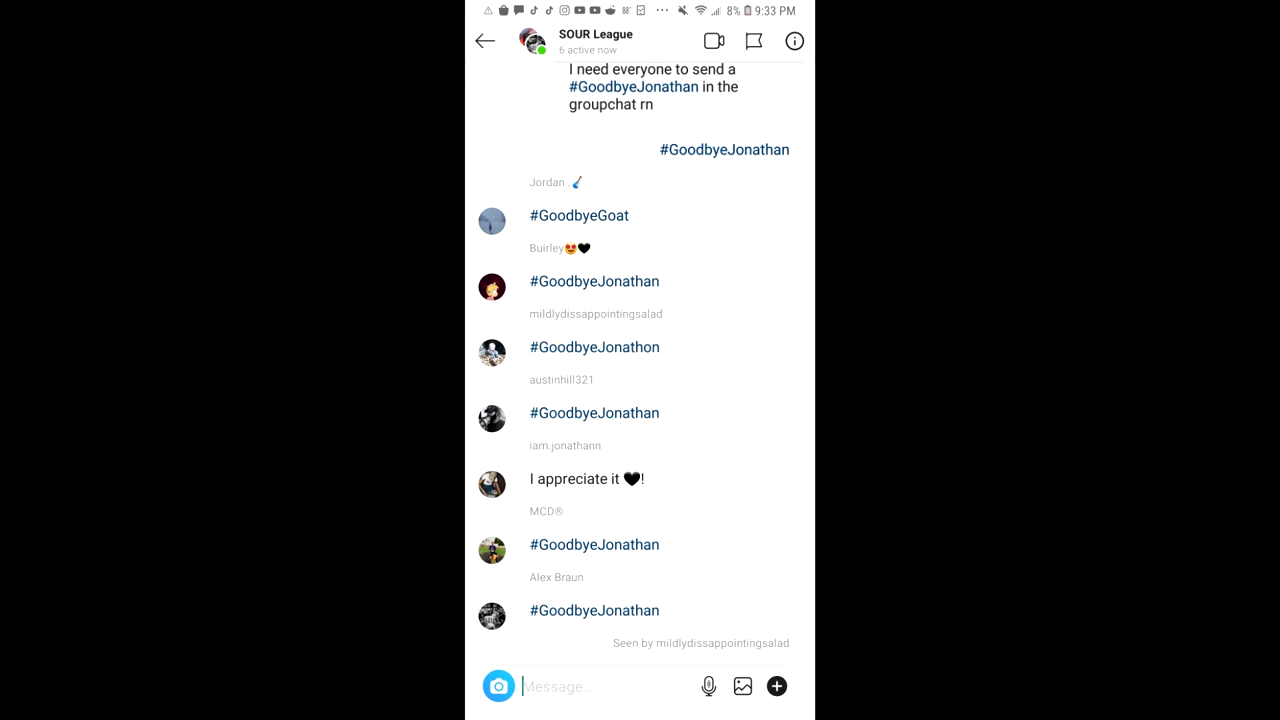 88° ... 8% 9:33 PM
SOUR League
6 active now
I need everyone to send a
#GoodbyeJonathan in the
groupchat rn
#GoodbyeJonathan
Jordan
#GoodbyeGoat
Buirley😍🖤
#GoodbyeJonathan
mildlydissappointingsalad
#GoodbyeJonathon
austinhill321
#GoodbyeJonathan
iam.jonathann
I appreciate it 🖤!
MCD®
#GoodbyeJonathan
Alex Braun
#GoodbyeJonathan
Seen by mildlydissappointingsalad
Message...